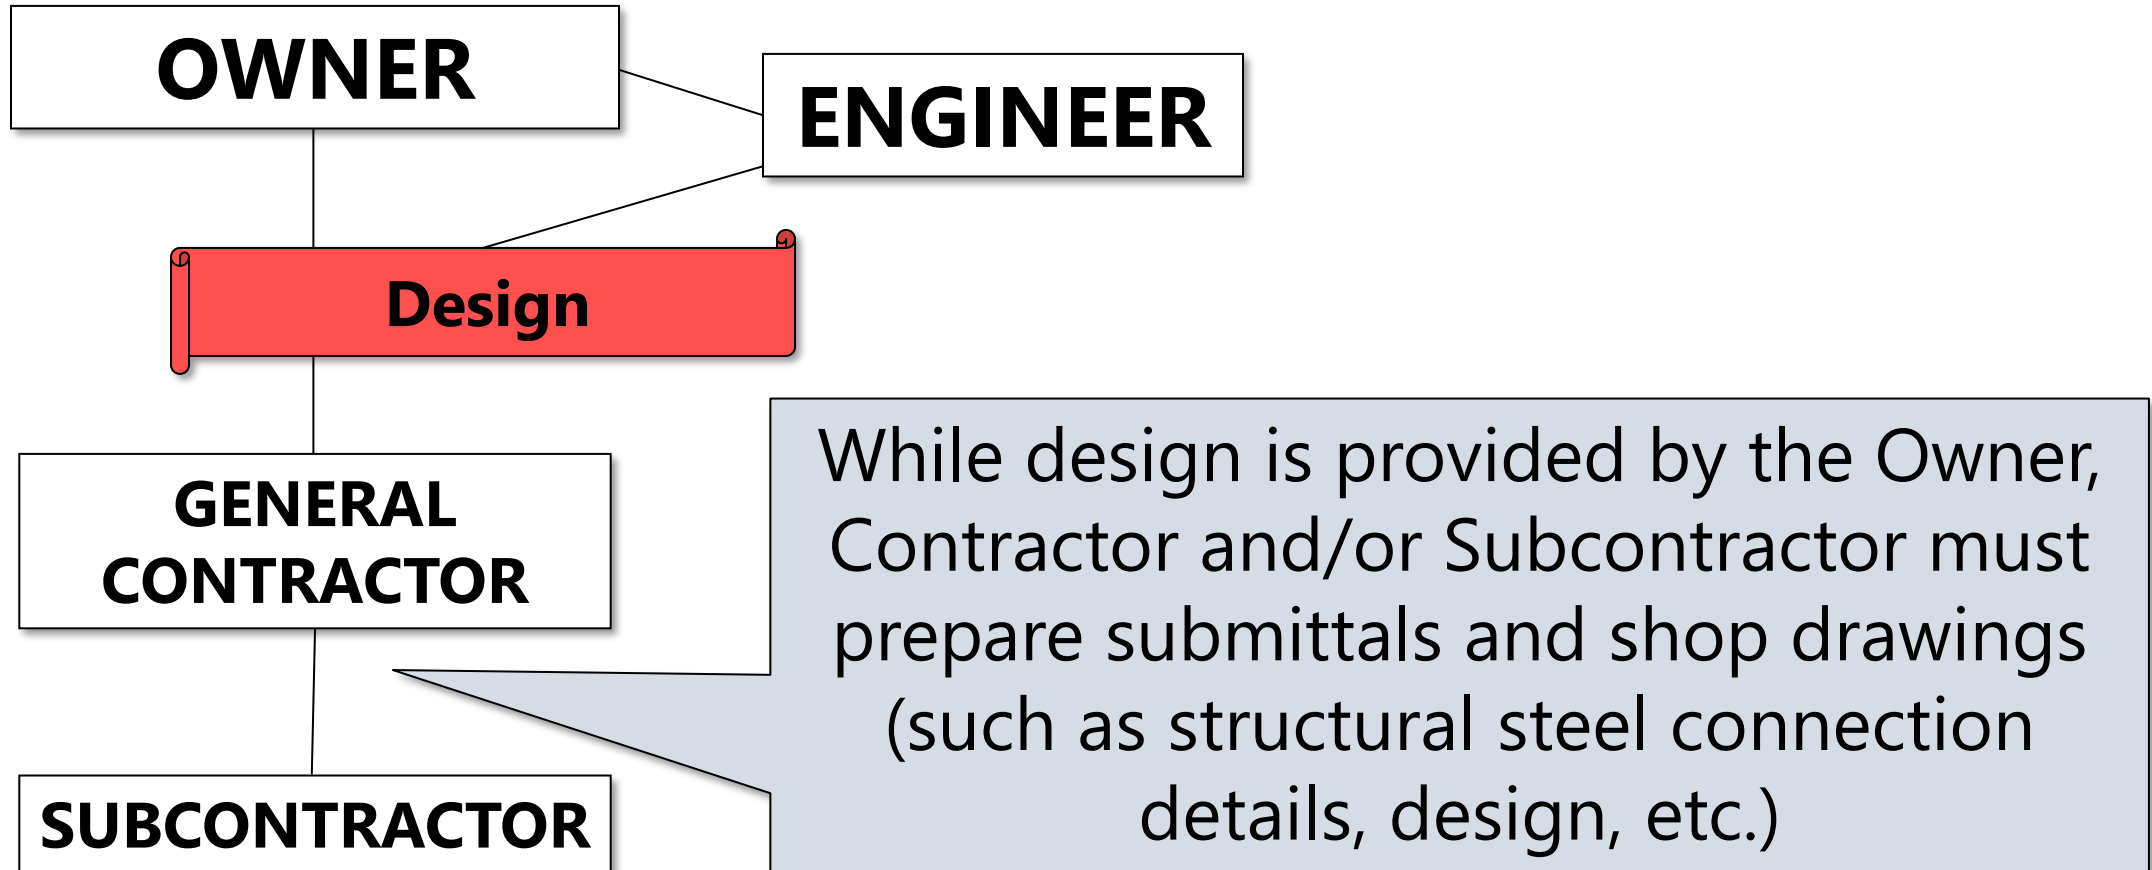 OWNER
ENGINEER
Design
GENERAL
CONTRACTOR
While design is provided by the Owner,
Contractor and/or Subcontractor must
prepare submittals and shop drawings
(such as structural steel connection
details, design, etc.)
SUBCONTRACTOR